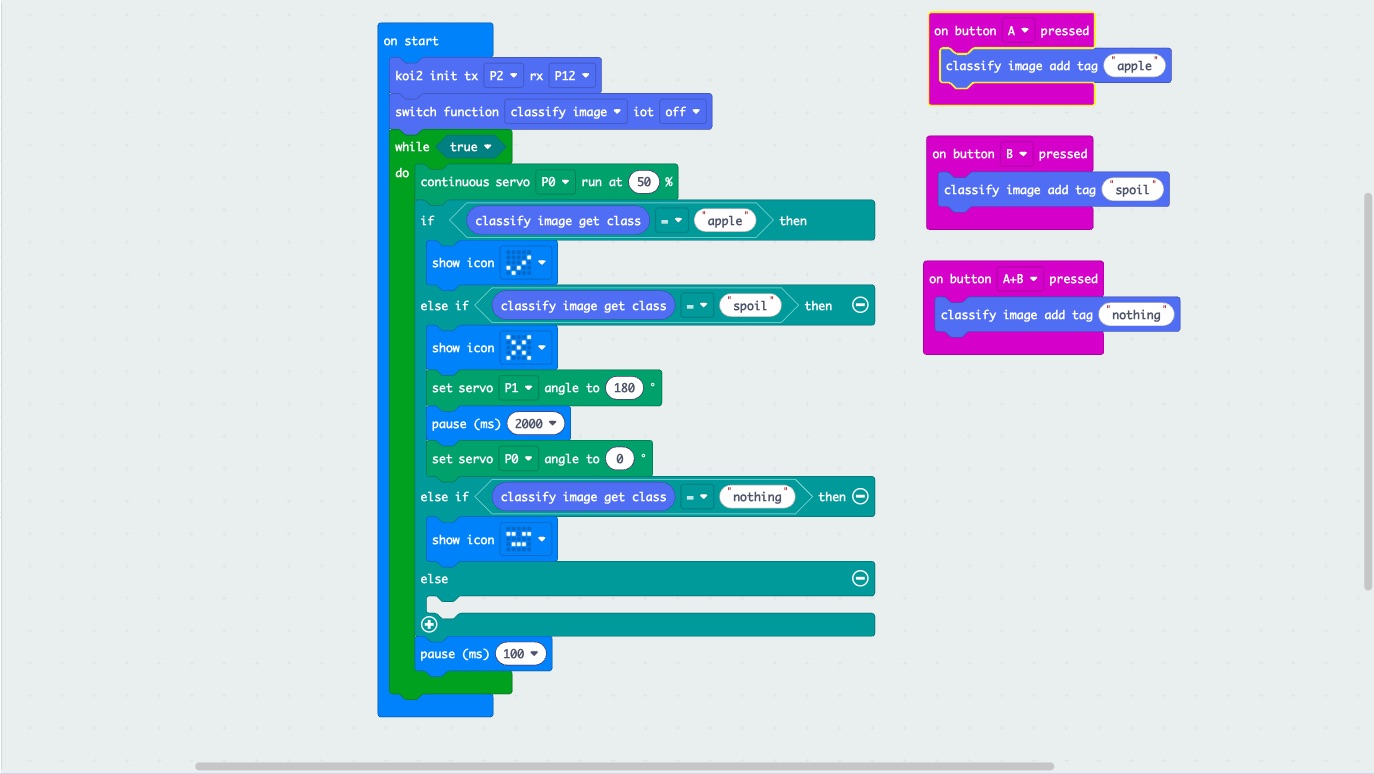 on start
koi2 init tx P2 rx P12
switch function classify image iot off
while true
do
continuous servo P0 run at 50 %
if classify image get class = "apple" then
show icon
else if classify image get class = "spoil" then
show icon
set servo P1 angle to 180 °
pause (ms) 2000
set servo P0 angle to 0 °
else if classify image get class = "nothing" then
show icon
else
pause (ms) 100
on button A pressed
classify image add tag "apple"
on button B pressed
classify image add tag "spoil"
on button A+B pressed
classify image add tag "nothing"